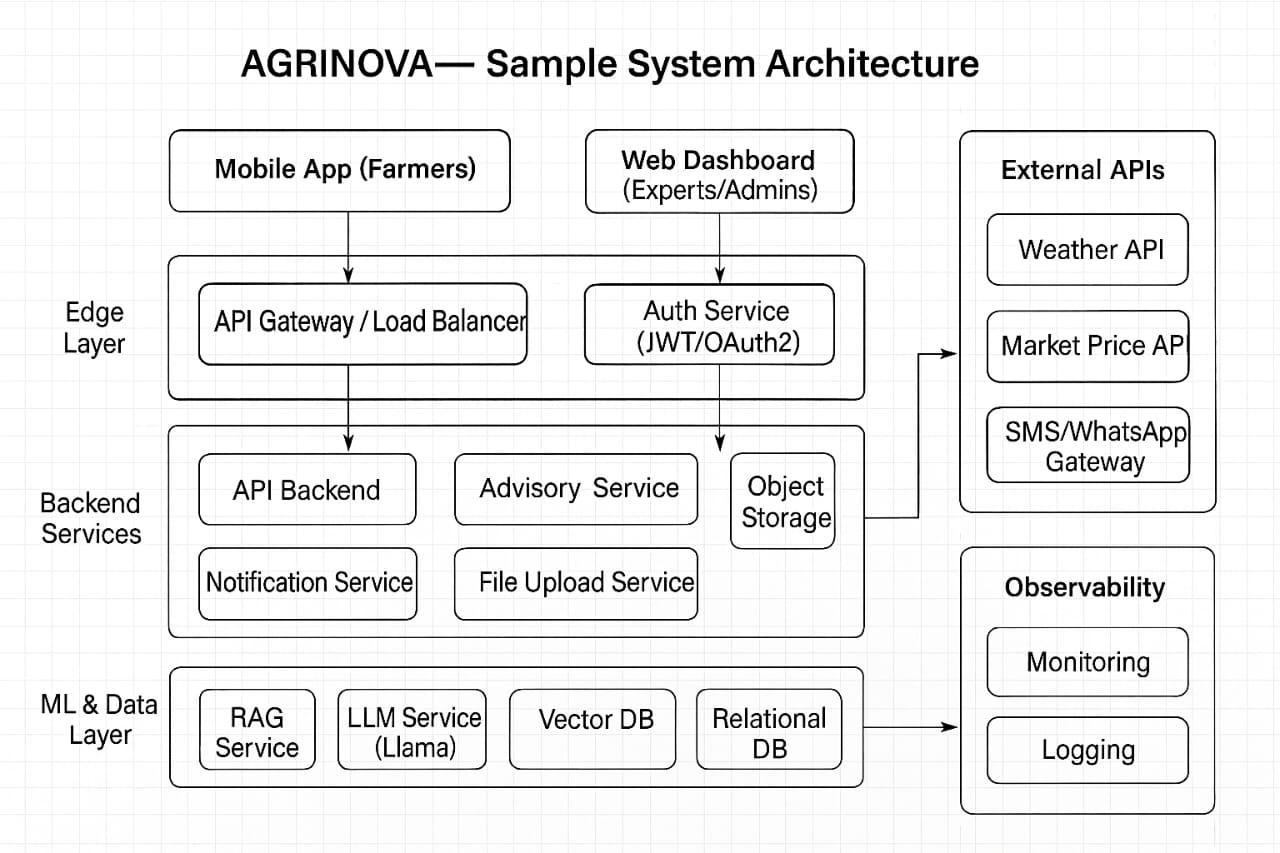 AGRINOVA— Sample System Architecture
Mobile App (Farmers)
Web Dashboard
(Experts/Admins)
Edge
Layer
API Gateway / Load Balancer
Auth Service
(JWT/OAuth2)
Backend
Services
API Backend
Advisory Service
Object
Storage
Notification Service
File Upload Service
ML & Data
Layer
RAG
Service
LLM Service
(Llama)
Vector DB
Relational
DB
External APIs
Weather API
Market Price API
SMS/WhatsApp
Gateway
Observability
Monitoring
Logging